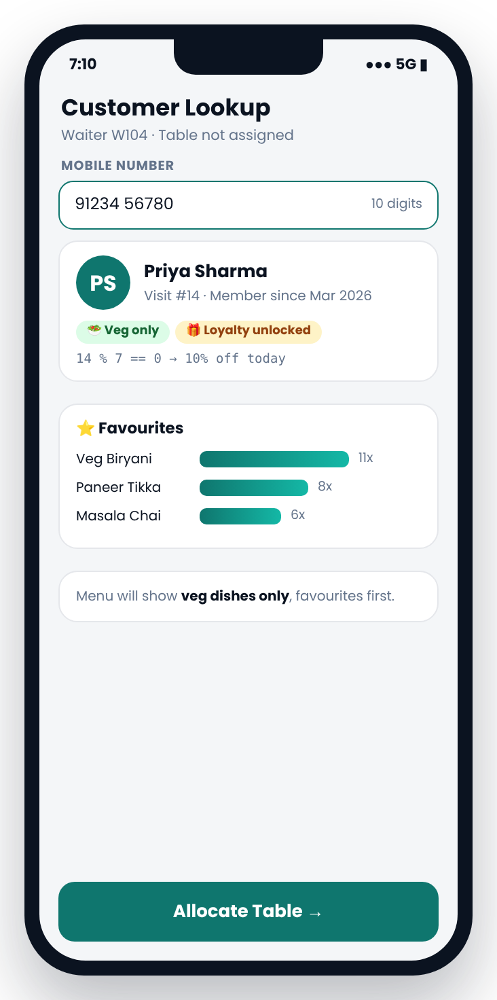 7:10 ●●● 5G ▮
Customer Lookup
Waiter W104 · Table not assigned
MOBILE NUMBER
91234 56780 10 digits
PS
Priya Sharma
Visit #14 · Member since Mar 2026
🥗 Veg only 🎁 Loyalty unlocked
14 % 7 == 0 → 10% off today
⭐ Favourites
Veg Biryani 11x
Paneer Tikka 8x
Masala Chai 6x
Menu will show veg dishes only, favourites first.
Allocate Table →